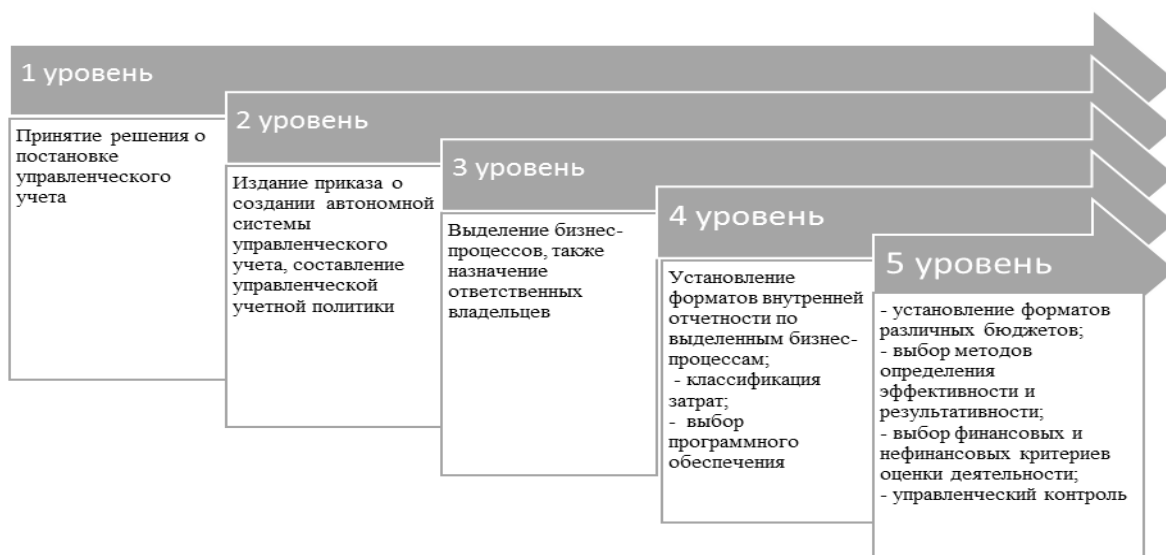 1 уровень
Принятие решения о
постановке
управленческого
учета
2 уровень
Издание приказа о
создании автономной
системы
управленческого
учета, составление
управленческой
учетной политики
3 уровень
Выделение бизнес-
процессов, также
назначение
ответственных
владельцев
4 уровень
Установление
форматов внутренней
отчетности по
выделенным бизнес-
процессам;
- классификация
затрат;
- выбор
программного
обеспечения
5 уровень
- установление форматов
различных бюджетов;
- выбор методов
определения
эффективности и
результативности;
- выбор финансовых и
нефинансовых критериев
оценки деятельности;
- управленческий контроль